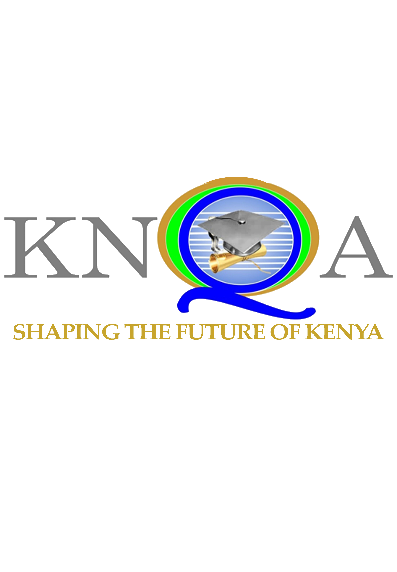 KNQA
SHAPING THE FUTURE OF KENYA